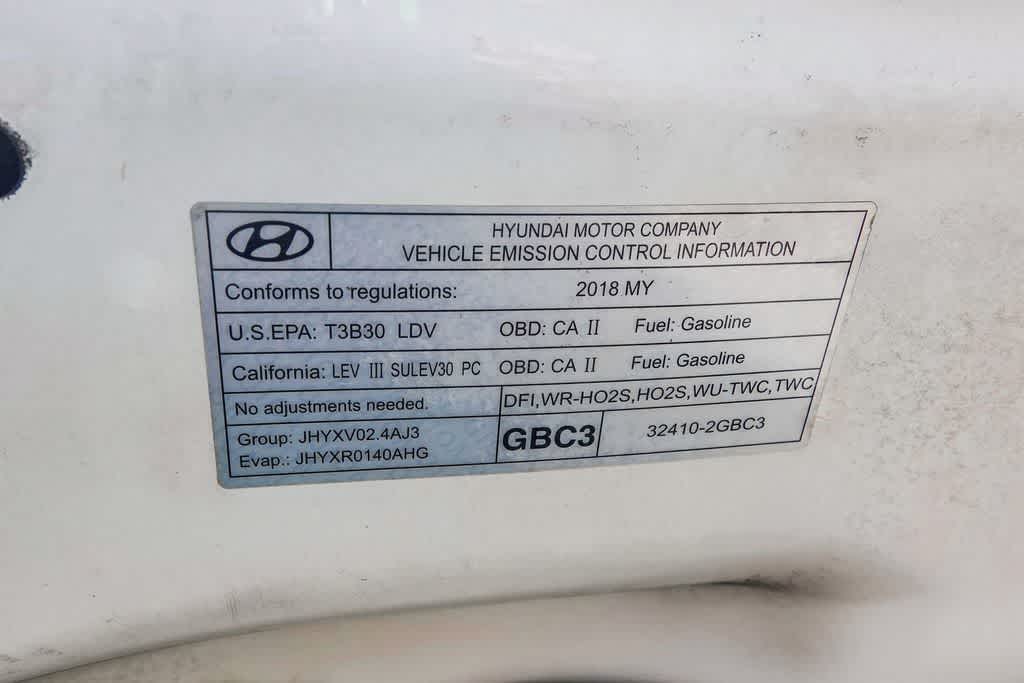 HYUNDAI MOTOR COMPANY
VEHICLE EMISSION CONTROL INFORMATION
Conforms to regulations: 2018 MY
U.S.EPA: T3B30 LDV OBD: CA II Fuel: Gasoline
California: LEV III SULEV30 PC OBD: CA II Fuel: Gasoline
No adjustments needed. DFI,WR-HO2S,HO2S,WU-TWC,TWC
Group: JHYXV02.4AJ3
Evap.: JHYXR0140AHG
GBC3 32410-2GBC3